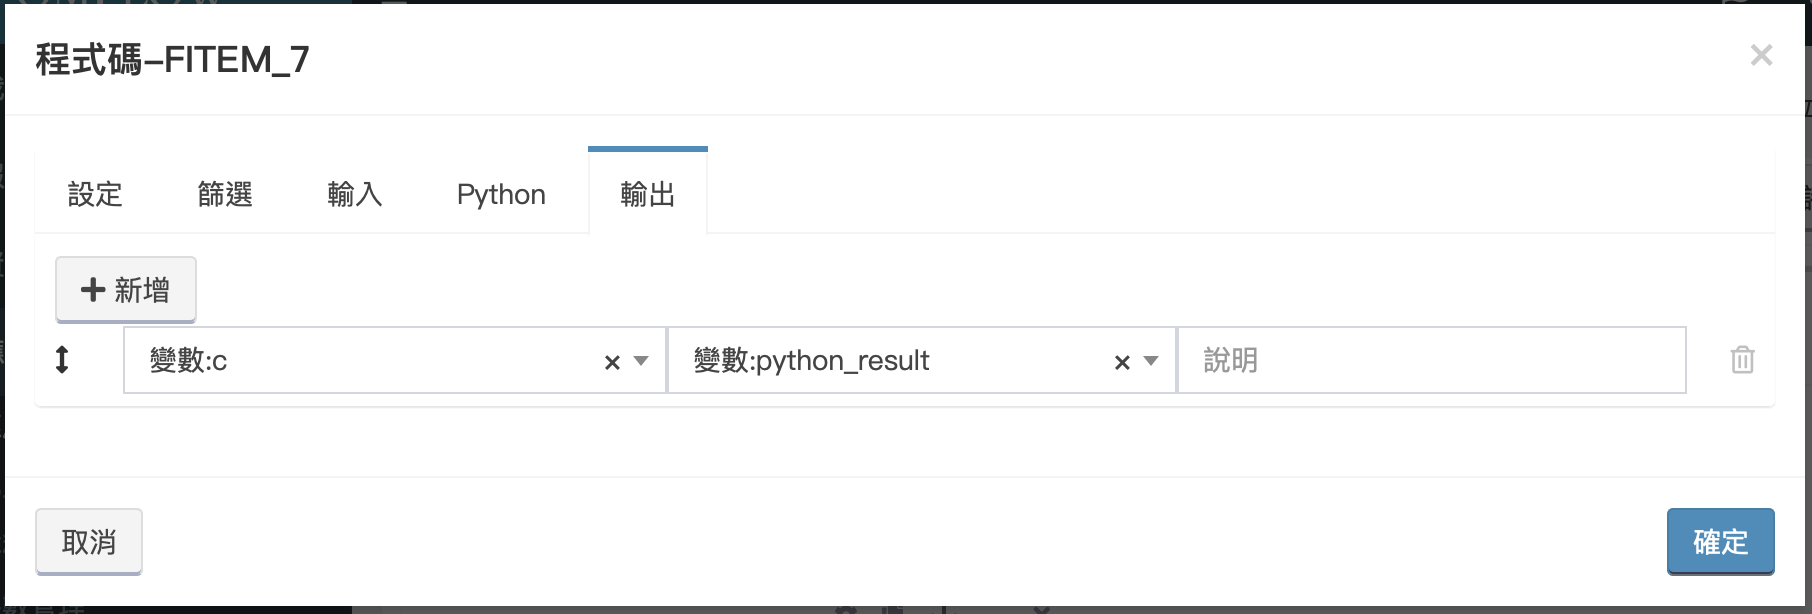 程式碼-FITEM_7
×
設定 篩選 輸入 Python 輸出
新增
變數:c × 變數:python_result × 說明
取消 確定